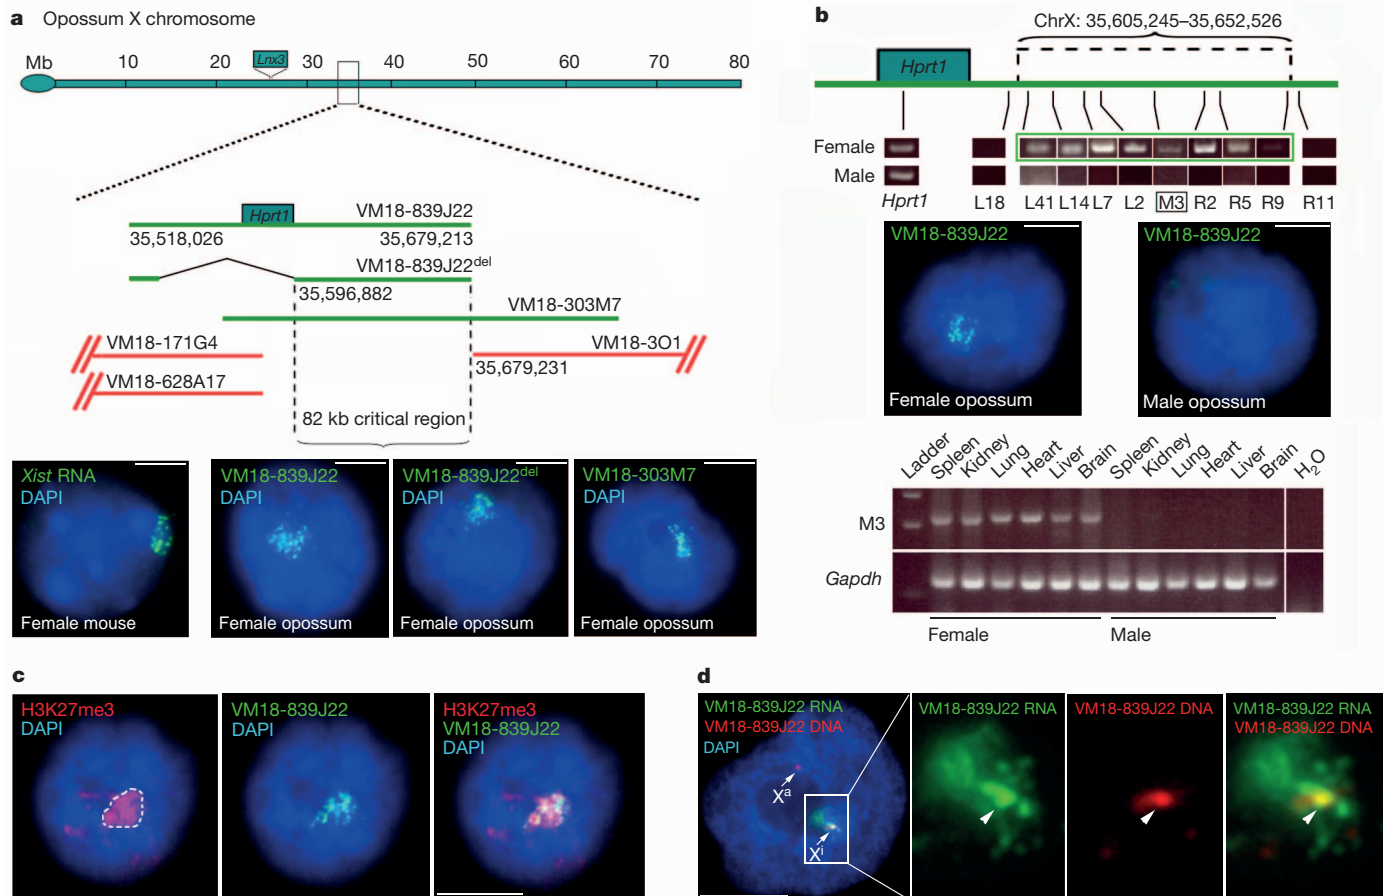 a Opossum X chromosome
Mb 10 20 Lnx3 30 40 50 60 70 80
Hprt1 VM18-839J22
35,518,026 35,679,213
VM18-839J22del
35,596,882
VM18-303M7
VM18-171G4 VM18-3O1
35,679,231
VM18-628A17
82 kb critical region
Xist RNA
DAPI
Female mouse
VM18-839J22
DAPI
Female opossum
VM18-839J22del
DAPI
Female opossum
VM18-303M7
DAPI
Female opossum
b ChrX: 35,605,245–35,652,526
Hprt1
Female
Male
Hprt1 L18 L41 L14 L7 L2 M3 R2 R5 R9 R11
VM18-839J22
Female opossum
VM18-839J22
Male opossum
Ladder Spleen Kidney Lung Heart Liver Brain Spleen Kidney Lung Heart Liver Brain H2O
M3
Gapdh
Female Male
c
H3K27me3
DAPI
VM18-839J22
DAPI
H3K27me3
VM18-839J22
DAPI
d
VM18-839J22 RNA
VM18-839J22 DNA
DAPI
Xa
Xi
VM18-839J22 RNA
VM18-839J22 DNA
VM18-839J22 RNA
VM18-839J22 DNA